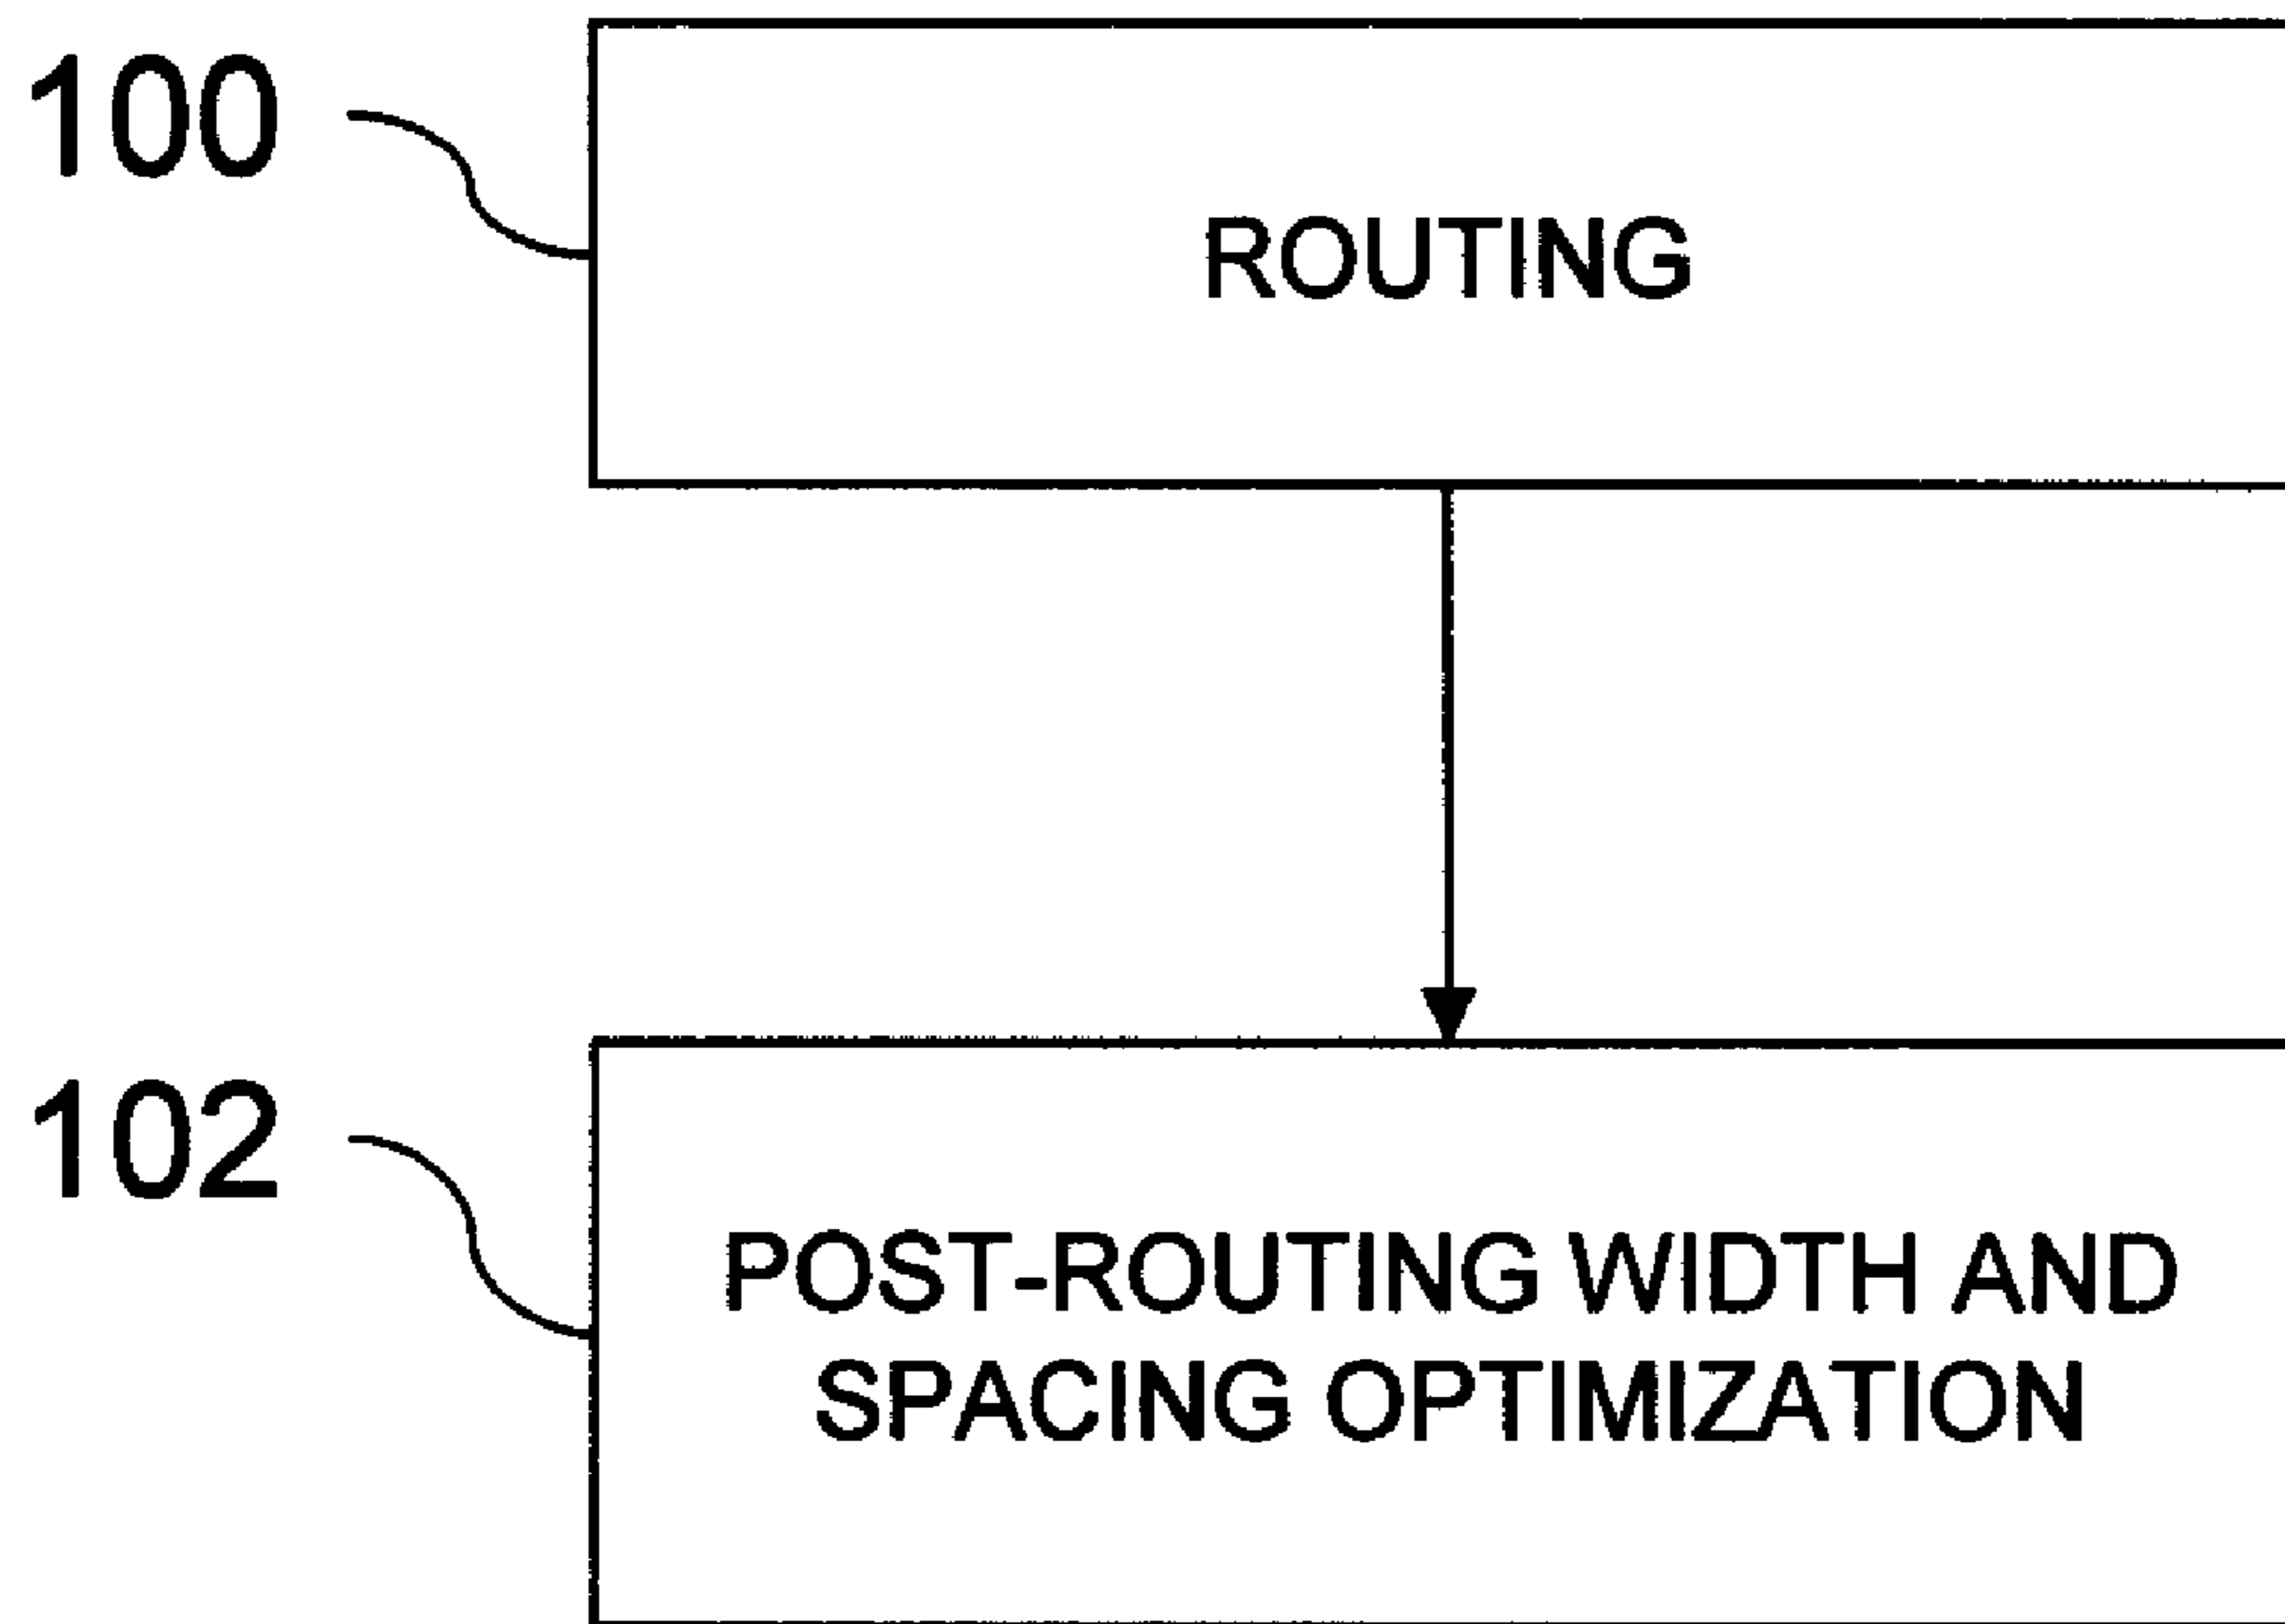 100
ROUTING
102
POST-ROUTING WIDTH AND
SPACING OPTIMIZATION